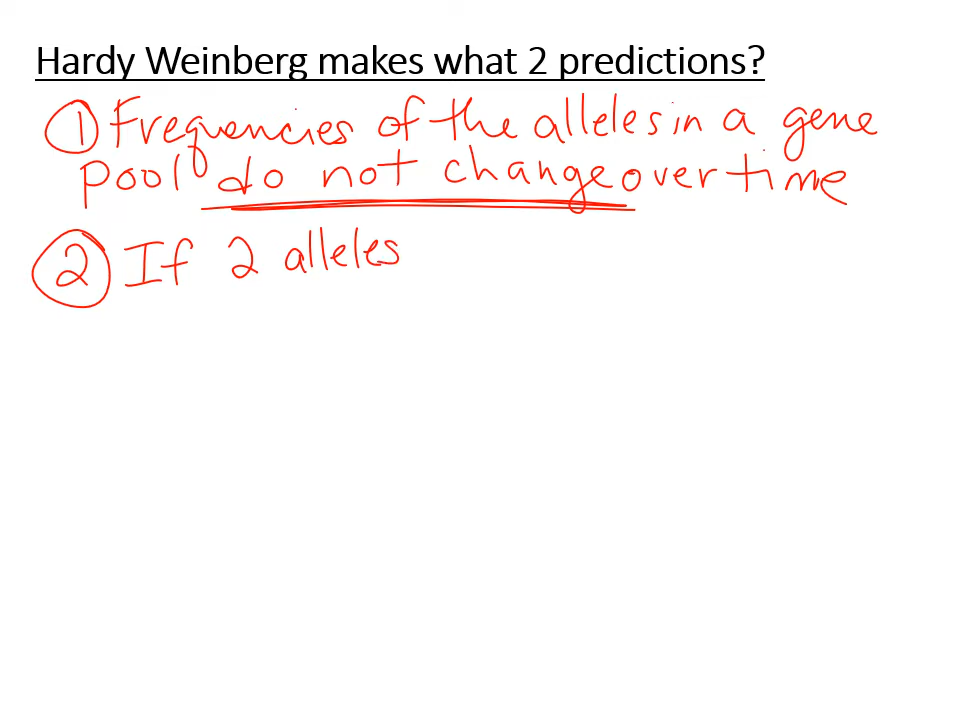 Hardy Weinberg makes what 2 predictions?
① Frequencies of the alleles in a gene
pool do not change over time
② If 2 alleles